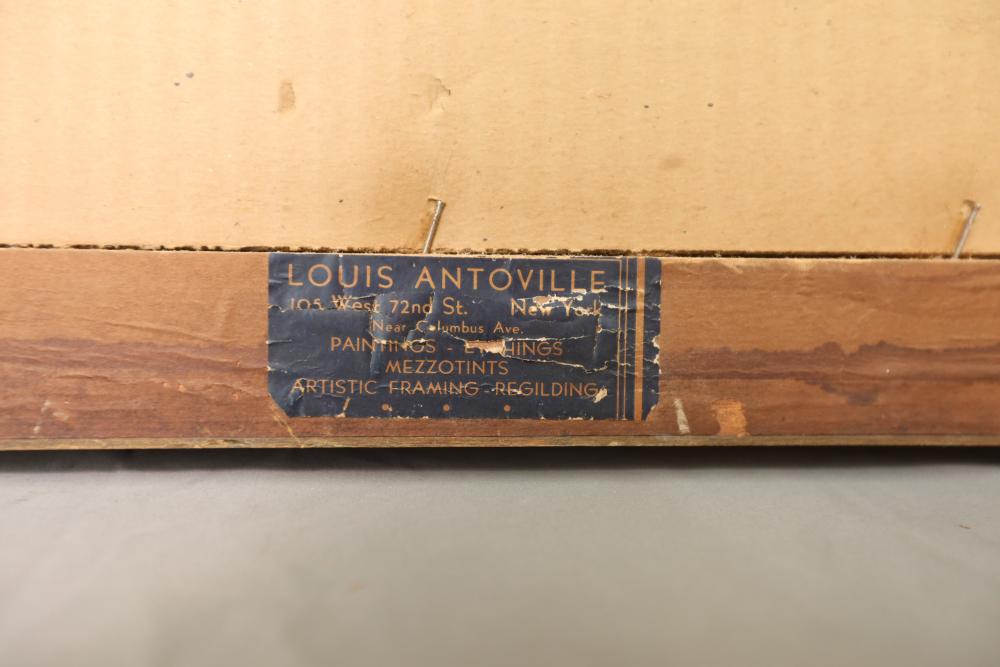 LOUIS ANTOVILLE
105 West 72nd St. New York
Near Columbus Ave.
PAINTINGS - ETCHINGS
MEZZOTINTS
ARTISTIC FRAMING - REGILDING